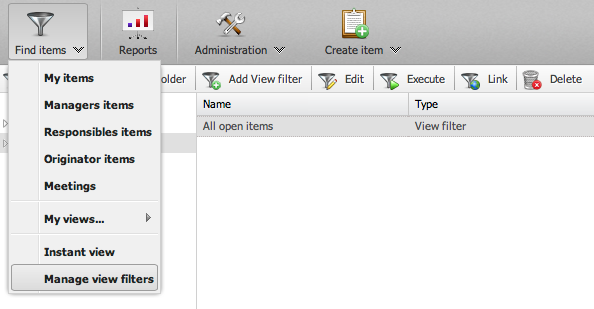 Find items
Reports
Administration
Create item
older
Add View filter
Edit
Execute
Link
Delete
My items
Managers items
Responsibles items
Originator items
Meetings
My views...
Instant view
Manage view filters
Name
Type
All open items
View filter